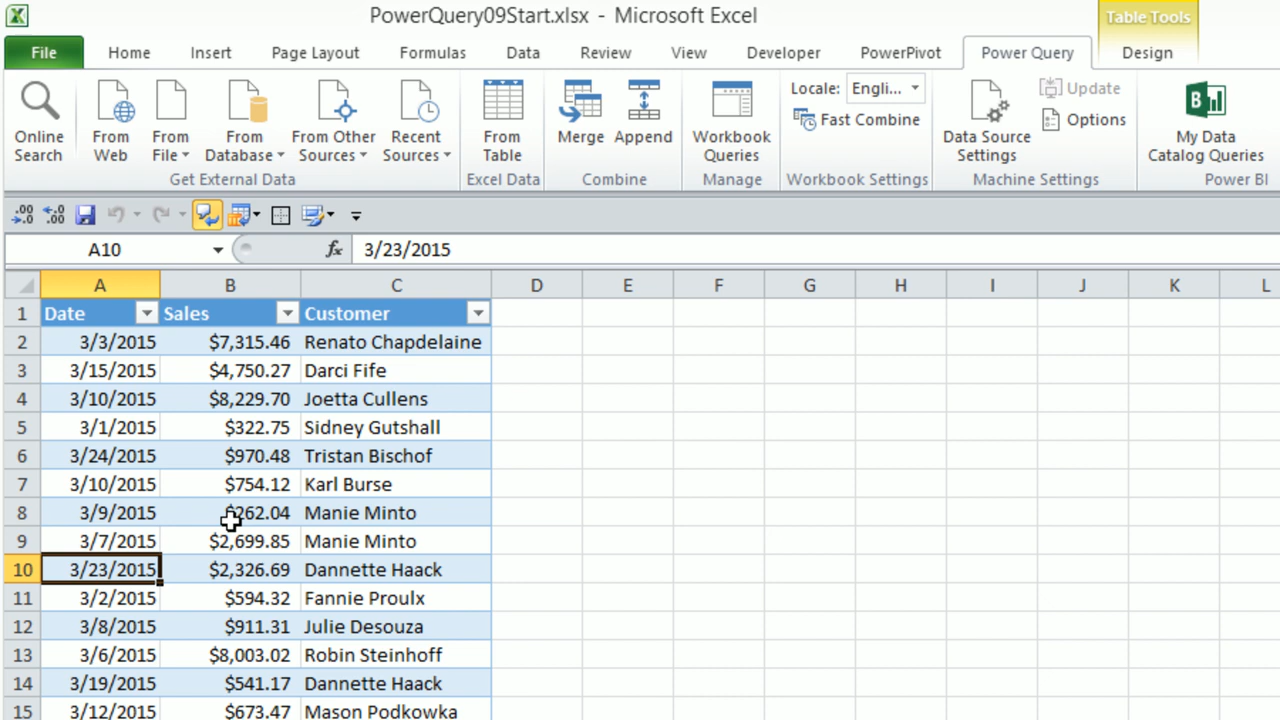 PowerQuery09Start.xlsx - Microsoft Excel
Table Tools
File Home Insert Page Layout Formulas Data Review View Developer PowerPivot Power Query Design
Online Search
From Web
From File
From Database
From Other Sources
Recent Sources
Get External Data
From Table
Excel Data
Merge
Append
Combine
Workbook Queries
Manage
Locale: Engli...
Fast Combine
Workbook Settings
Data Source Settings
Update
Options
Machine Settings
My Data Catalog Queries
Power BI
A10 fx 3/23/2015
A B C D E F G H I J K L
1 Date Sales Customer
2 3/3/2015 $7,315.46 Renato Chapdelaine
3 3/15/2015 $4,750.27 Darci Fife
4 3/10/2015 $8,229.70 Joetta Cullens
5 3/1/2015 $322.75 Sidney Gutshall
6 3/24/2015 $970.48 Tristan Bischof
7 3/10/2015 $754.12 Karl Burse
8 3/9/2015 $262.04 Manie Minto
9 3/7/2015 $2,699.85 Manie Minto
10 3/23/2015 $2,326.69 Dannette Haack
11 3/2/2015 $594.32 Fannie Proulx
12 3/8/2015 $911.31 Julie Desouza
13 3/6/2015 $8,003.02 Robin Steinhoff
14 3/19/2015 $541.17 Dannette Haack
15 3/12/2015 $673.47 Mason Podkowka